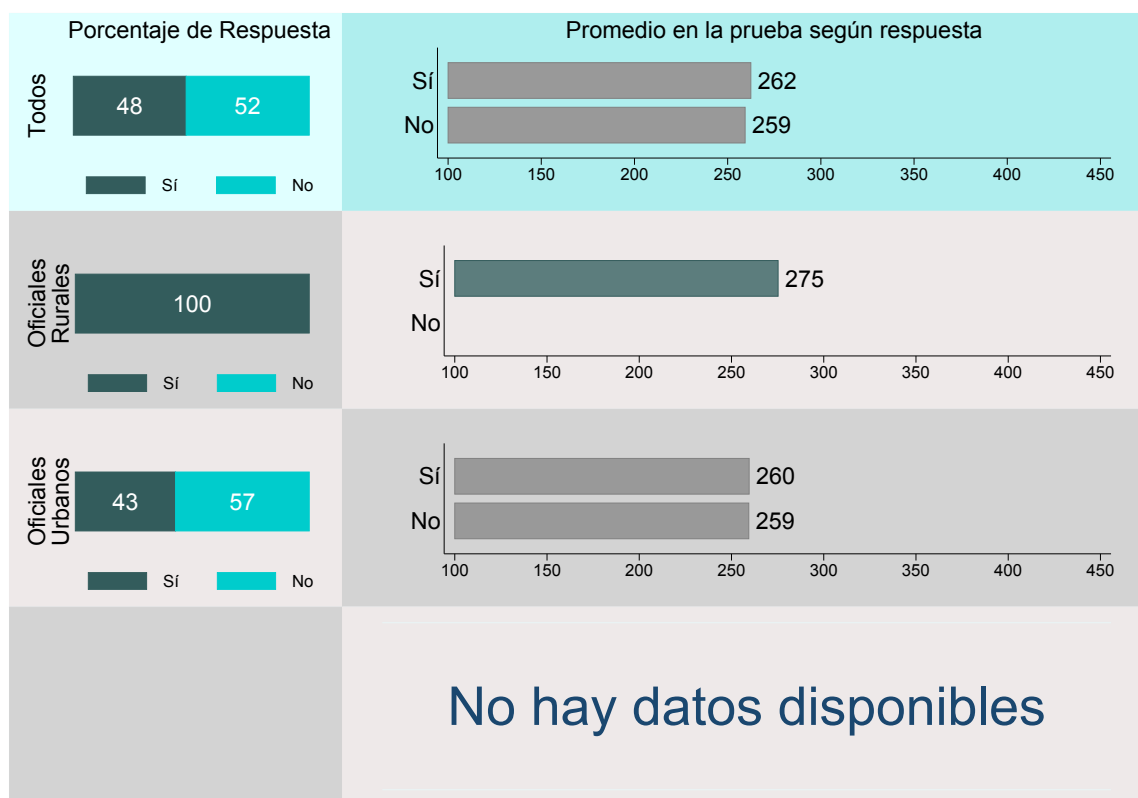 Porcentaje de Respuesta
Promedio en la prueba según respuesta
Todos
48 52
Sí No
Sí 262
No 259
100 150 200 250 300 350 400 450
Oficiales
Rurales
100
Sí No
Sí 275
No
100 150 200 250 300 350 400 450
Oficiales
Urbanos
43 57
Sí No
Sí 260
No 259
100 150 200 250 300 350 400 450
No hay datos disponibles